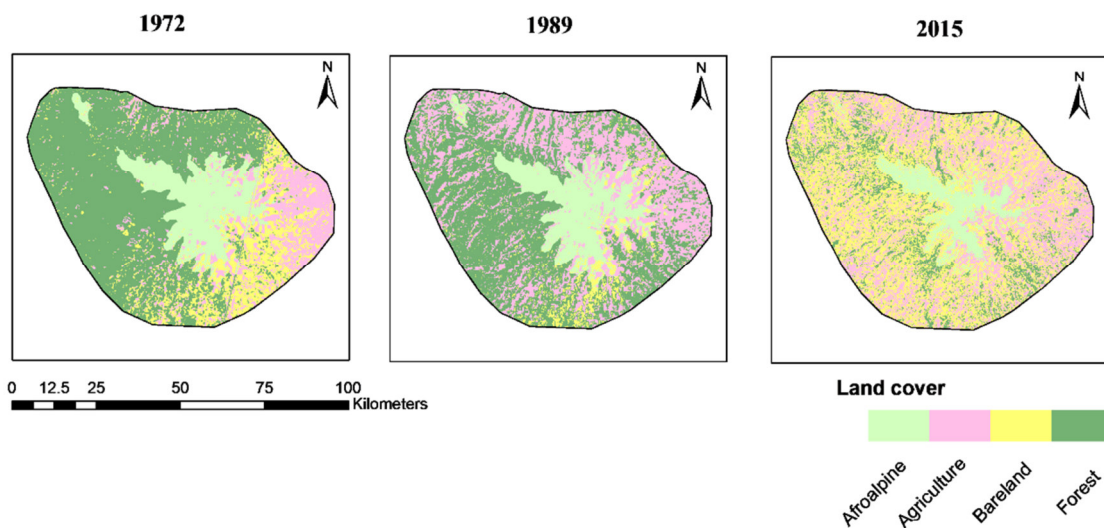 1972
1989
2015
N
N
N
0 12.5 25 50 75 100
Kilometers
Land cover
Afroalpine
Agriculture
Bareland
Forest